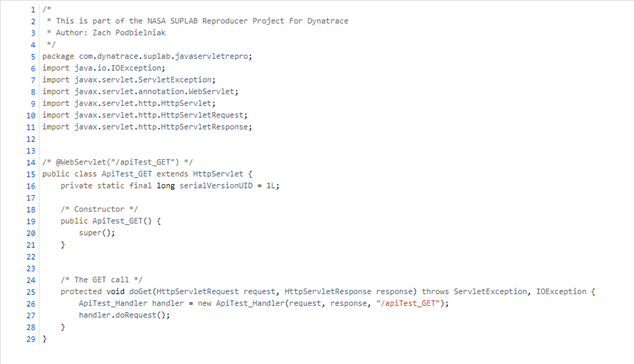 1 /*
2  * This is part of the NASA SUPLAB Reproducer Project For Dynatrace
3  * Author: Zach Podbielniak
4  */
5 package com.dynatrace.suplab.javaservletrepro;
6 import java.io.IOException;
7 import javax.servlet.ServletException;
8 import javax.servlet.annotation.WebServlet;
9 import javax.servlet.http.HttpServlet;
10 import javax.servlet.http.HttpServletRequest;
11 import javax.servlet.http.HttpServletResponse;
12
13
14 /* @WebServlet("/apiTest_GET") */
15 public class ApiTest_GET extends HttpServlet {
16     private static final long serialVersionUID = 1L;
17
18     /* Constructor */
19     public ApiTest_GET() {
20         super();
21     }
22
23
24     /* The GET call */
25     protected void doGet(HttpServletRequest request, HttpServletResponse response) throws ServletException, IOException {
26         ApiTest_Handler handler = new ApiTest_Handler(request, response, "/apiTest_GET");
27         handler.doRequest();
28     }
29 }